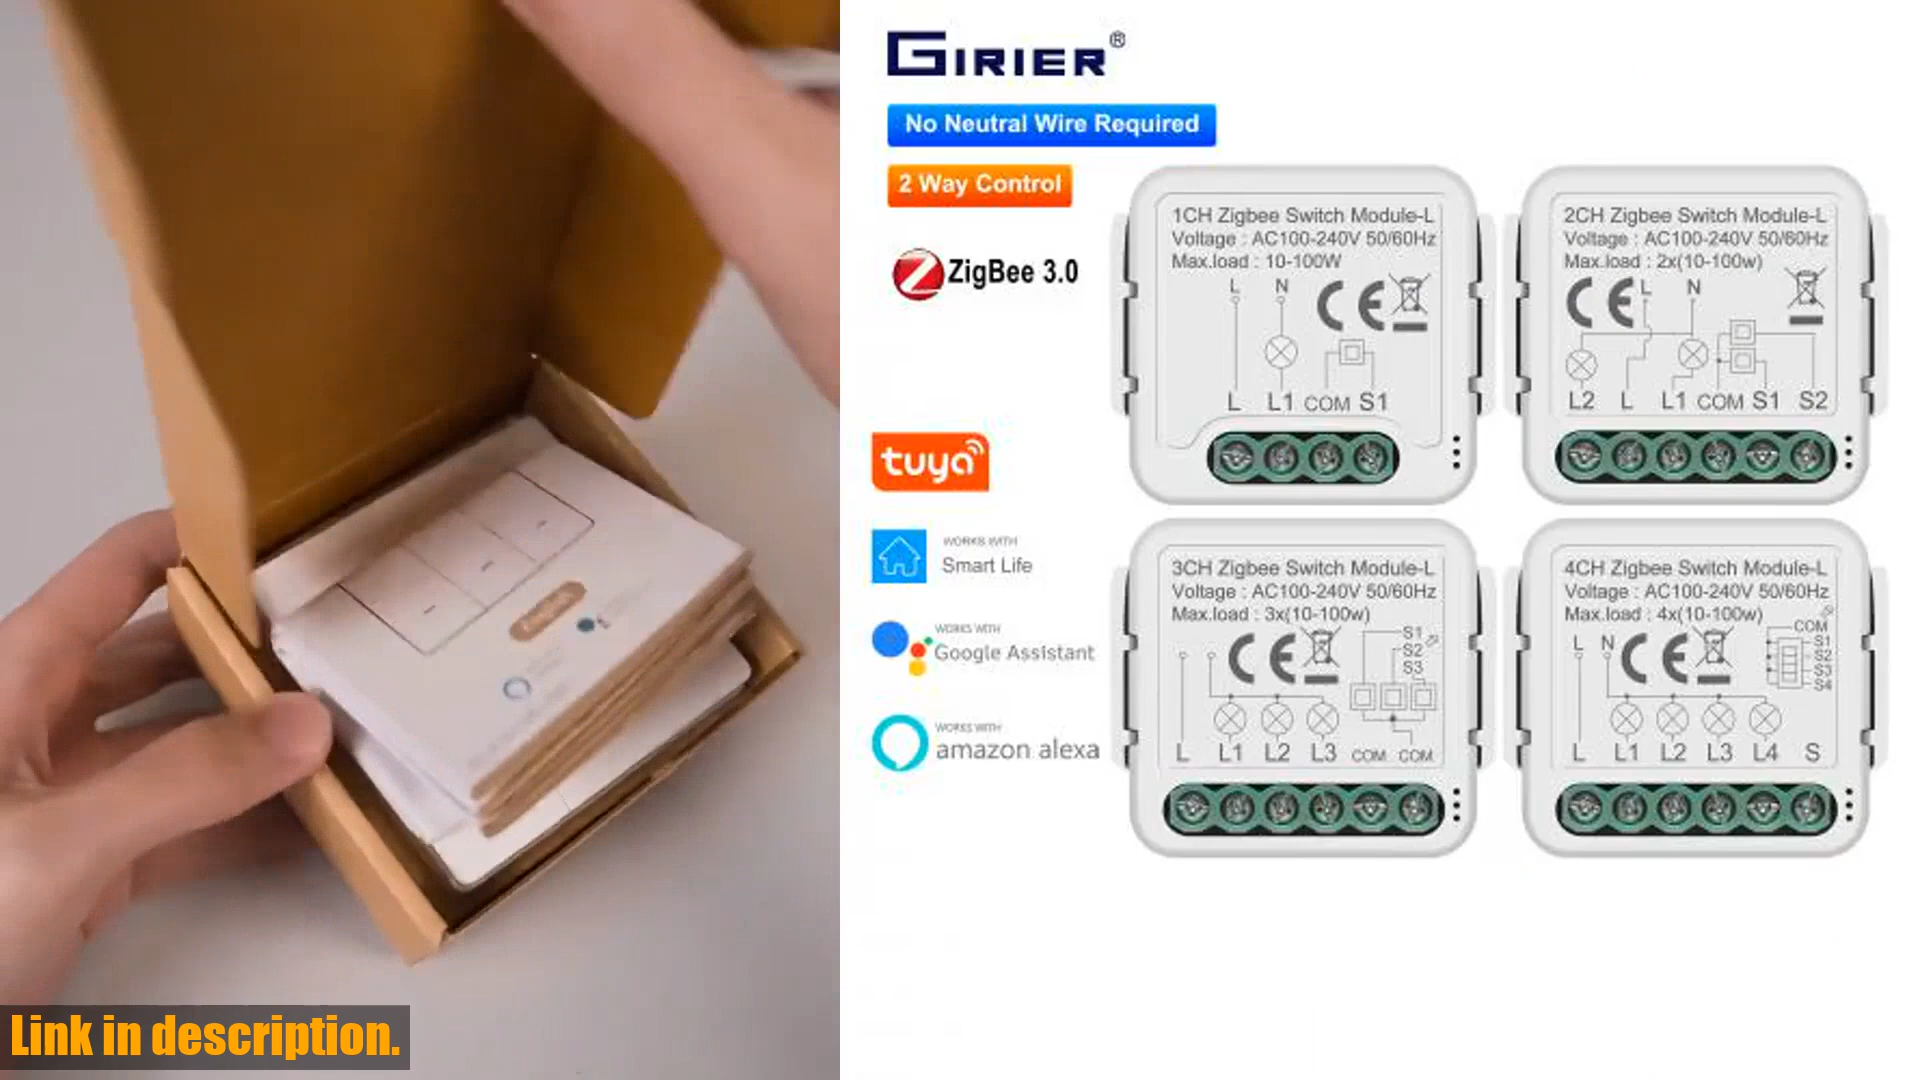 GIRIER®
No Neutral Wire Required
2 Way Control
ZigBee 3.0
tuya
WORKS WITH
Smart Life
WORKS WITH
Google Assistant
WORKS WITH
amazon alexa
1CH Zigbee Switch Module-L
Voltage : AC100-240V 50/60Hz
Max.load : 10-100W
L N
CE
L L1 COM S1
2CH Zigbee Switch Module-L
Voltage : AC100-240V 50/60Hz
Max.load : 2x(10-100w)
CE L N
L2 L L1 COM S1 S2
3CH Zigbee Switch Module-L
Voltage : AC100-240V 50/60Hz
Max.load : 3x(10-100w)
CE
S1
S2
S3
L L1 L2 L3 COM COM
4CH Zigbee Switch Module-L
Voltage : AC100-240V 50/60Hz
Max.load : 4x(10-100w)
L N CE
COM
S1
S2
S3
S4
L L1 L2 L3 L4 S
Link in description.